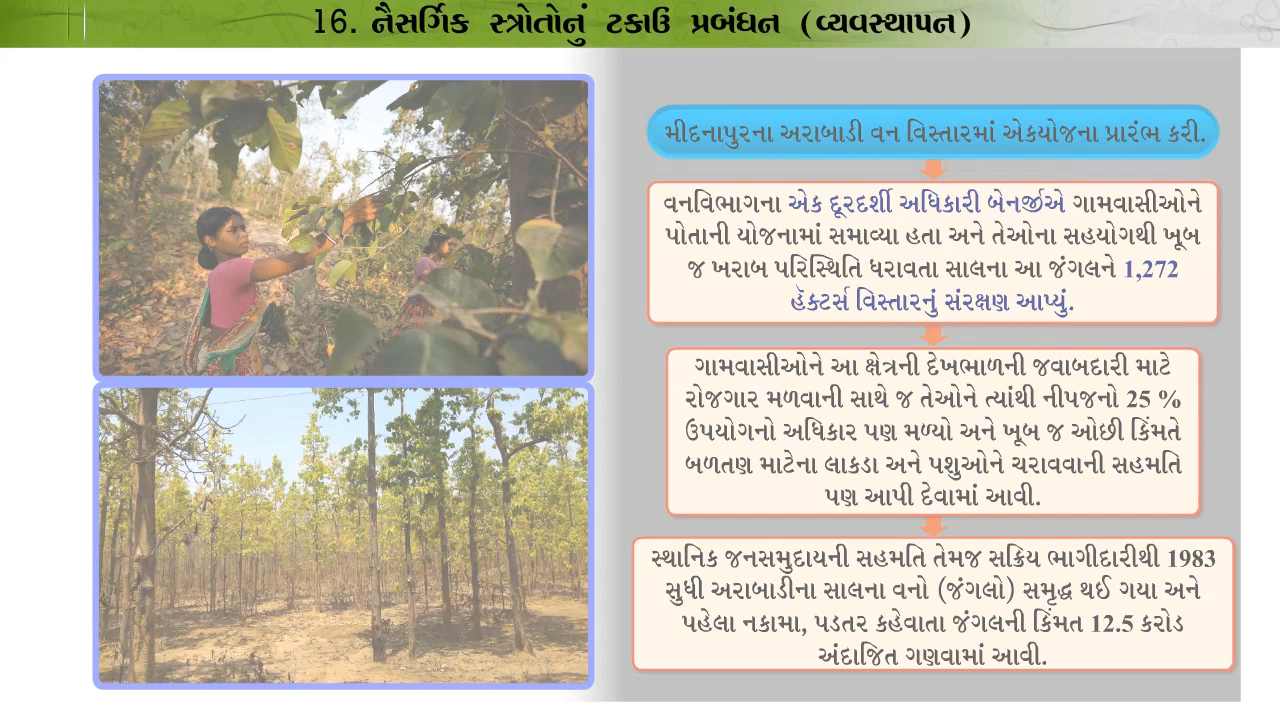 16. નૈસર્ગિક સ્ત્રોતોનું ટકાઉ પ્રબંધન (વ્યવસ્થાપન)
મીદનાપુરના અરાબાડી વન વિસ્તારમાં એકયોજના પ્રારંભ કરી.
વનવિભાગના એક દૂરદર્શી અધિકારી બેનર્જીએ ગામવાસીઓને
પોતાની યોજનામાં સમાવ્યા હતા અને તેઓના સહયોગથી ખૂબ
જ ખરાબ પરિસ્થિતિ ધરાવતા સાલના આ જંગલને 1,272
હૅક્ટર્સ વિસ્તારનું સંરક્ષણ આપ્યું.
ગામવાસીઓને આ ક્ષેત્રની દેખભાળની જવાબદારી માટે
રોજગાર મળવાની સાથે જ તેઓને ત્યાંથી નીપજનો 25 %
ઉપયોગનો અધિકાર પણ મળ્યો અને ખૂબ જ ઓછી કિંમતે
બળતણ માટેના લાકડા અને પશુઓને ચરાવવાની સહમતિ
પણ આપી દેવામાં આવી.
સ્થાનિક જનસમુદાયની સહમતિ તેમજ સક્રિય ભાગીદારીથી 1983
સુધી અરાબાડીના સાલના વનો (જંગલો) સમૃદ્ધ થઈ ગયા અને
પહેલા નકામા, પડતર કહેવાતા જંગલની કિંમત 12.5 કરોડ
અંદાજિત ગણવામાં આવી.